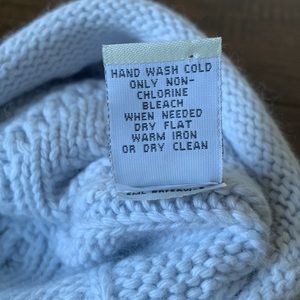 HAND WASH COLD
ONLY NON-
CHLORINE
BLEACH
WHEN NEEDED
DRY FLAT
WARM IRON
OR DRY CLEAN